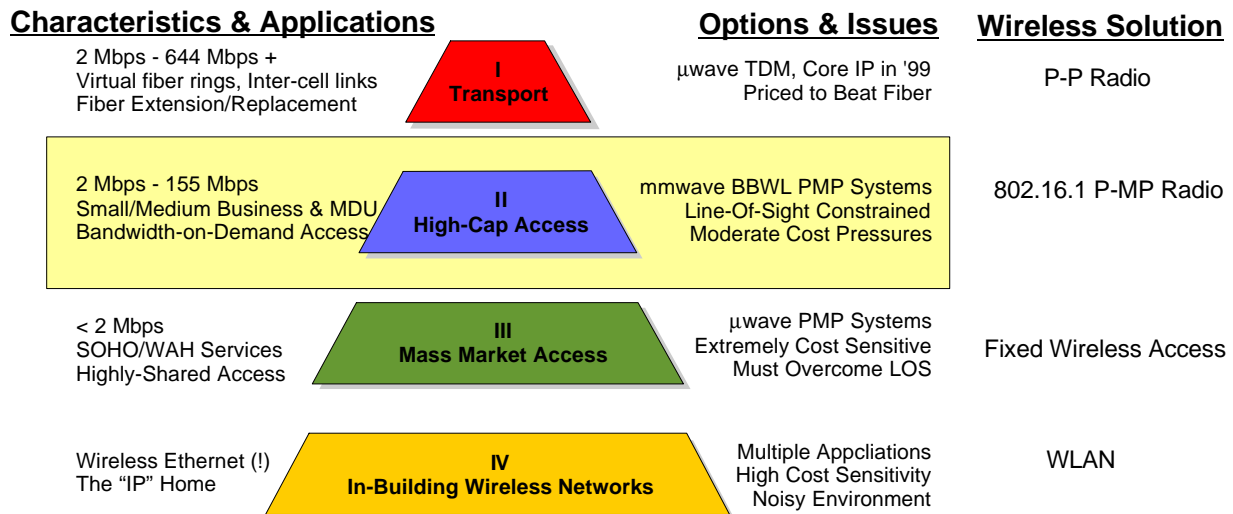 Characteristics & Applications
Options & Issues
Wireless Solution
2 Mbps - 644 Mbps +
Virtual fiber rings, Inter-cell links
Fiber Extension/Replacement
I
Transport
μwave TDM, Core IP in '99
Priced to Beat Fiber
P-P Radio
2 Mbps - 155 Mbps
Small/Medium Business & MDU
Bandwidth-on-Demand Access
II
High-Cap Access
mmwave BBWL PMP Systems
Line-Of-Sight Constrained
Moderate Cost Pressures
802.16.1 P-MP Radio
< 2 Mbps
SOHO/WAH Services
Highly-Shared Access
III
Mass Market Access
μwave PMP Systems
Extremely Cost Sensitive
Must Overcome LOS
Fixed Wireless Access
Wireless Ethernet (!)
The “IP” Home
IV
In-Building Wireless Networks
Multiple Appcliations
High Cost Sensitivity
Noisy Environment
WLAN